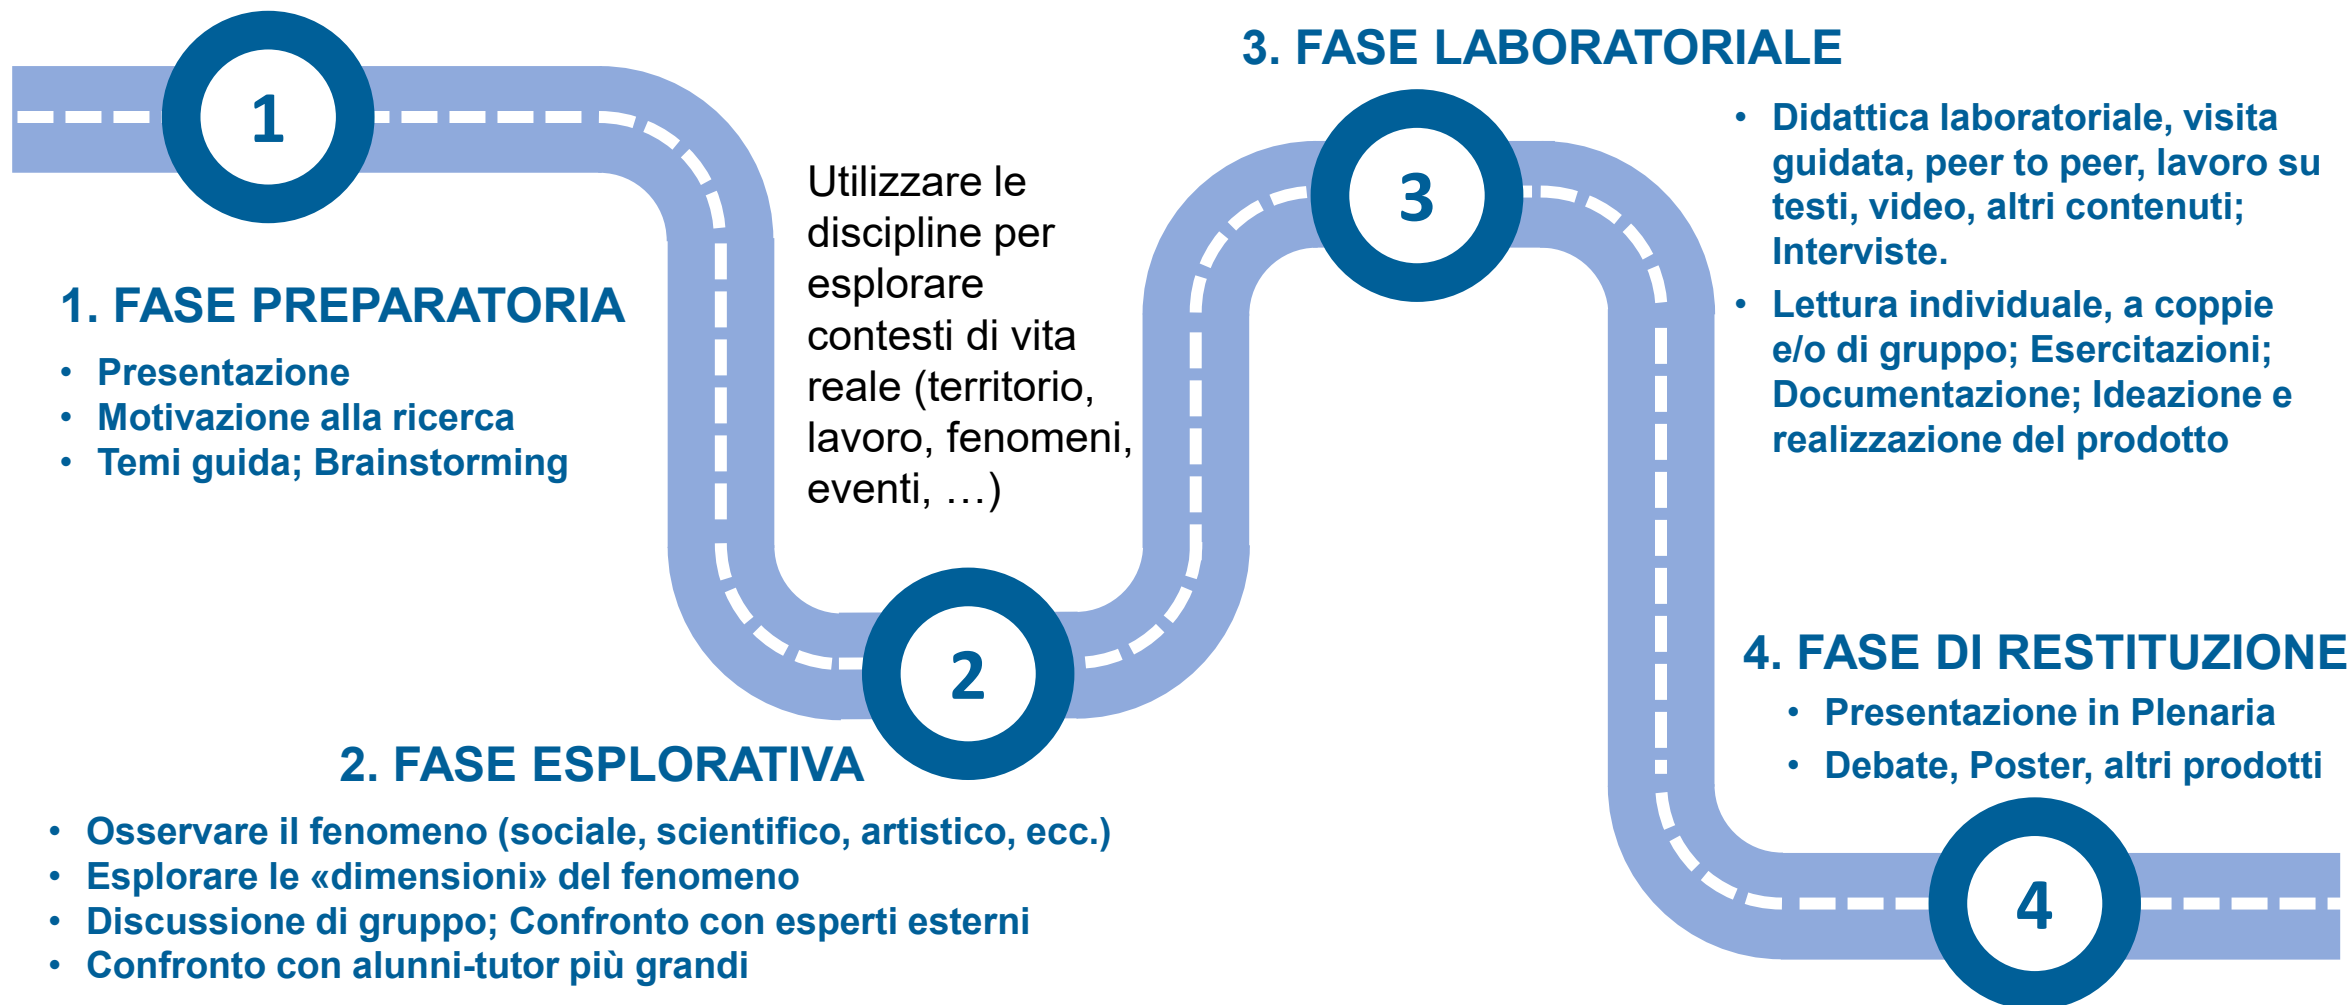 1
1. FASE PREPARATORIA
• Presentazione
• Motivazione alla ricerca
• Temi guida; Brainstorming
Utilizzare le
discipline per
esplorare
contesti di vita
reale (territorio,
lavoro, fenomeni,
eventi, …)
2
2. FASE ESPLORATIVA
• Osservare il fenomeno (sociale, scientifico, artistico, ecc.)
• Esplorare le «dimensioni» del fenomeno
• Discussione di gruppo; Confronto con esperti esterni
• Confronto con alunni-tutor più grandi
3. FASE LABORATORIALE
3
• Didattica laboratoriale, visita
guidata, peer to peer, lavoro su
testi, video, altri contenuti;
Interviste.
• Lettura individuale, a coppie
e/o di gruppo; Esercitazioni;
Documentazione; Ideazione e
realizzazione del prodotto
4. FASE DI RESTITUZIONE
• Presentazione in Plenaria
• Debate, Poster, altri prodotti
4